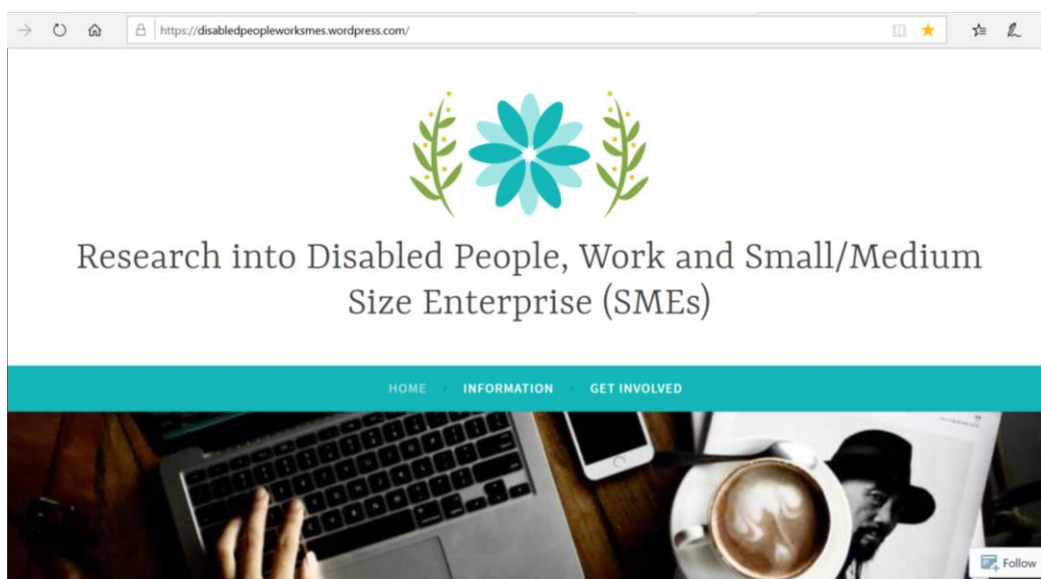 https://disabledpeopleworksmes.wordpress.com/
Research into Disabled People, Work and Small/Medium
Size Enterprise (SMEs)
HOME · INFORMATION · GET INVOLVED
Follow